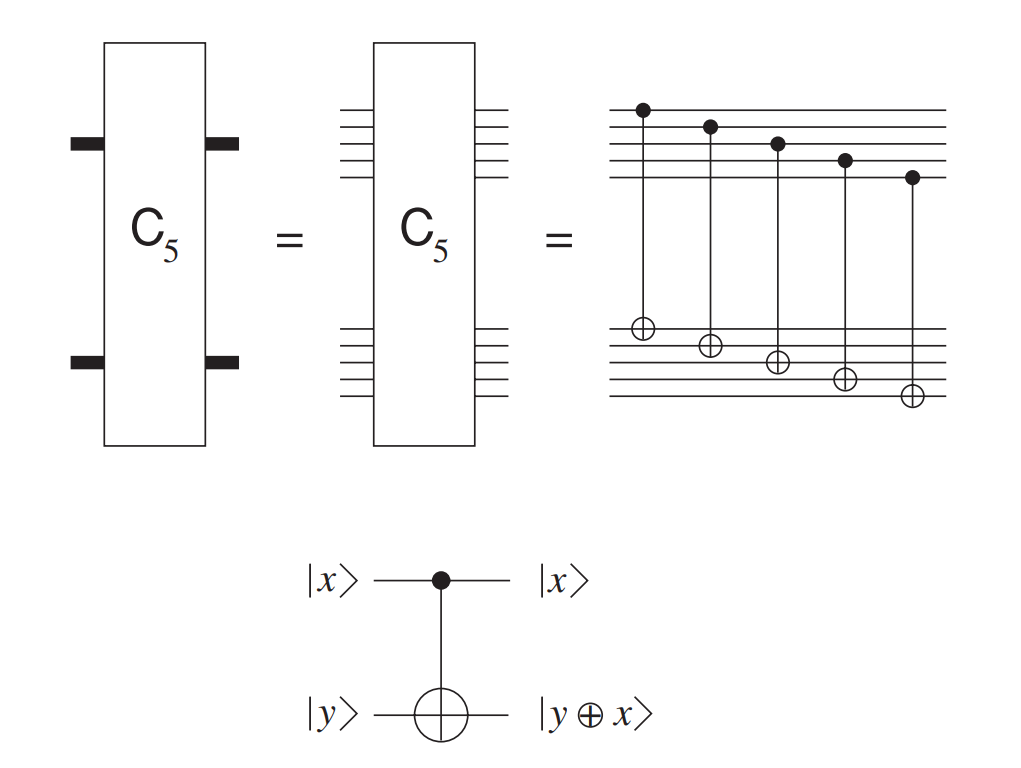 C₅ = C₅ =
|x⟩ |x⟩
|y⟩ |y ⊕ x⟩